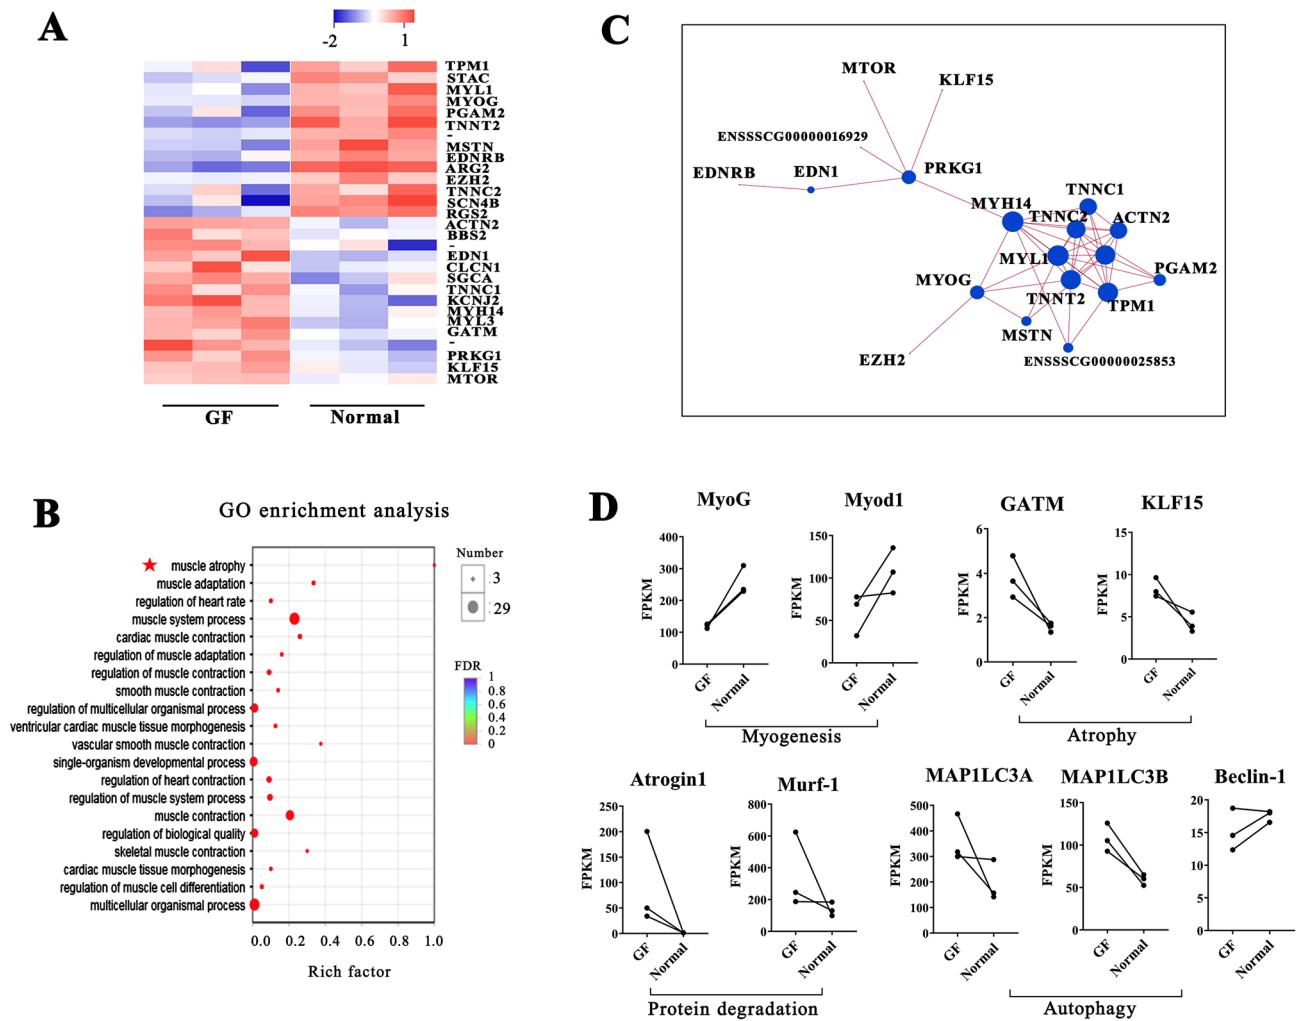 A
-2 1
TPM1
STAC
MYL1
MYOG
PGAM2
TNNT2
-
MSTN
EDNRB
ARG2
EZH2
TNNC2
SCN4B
RGS2
ACTN2
BBS2
-
EDN1
CLCN1
SGCA
TNNC1
KCNJ2
MYH14
MYL3
GATM
-
PRKG1
KLF15
MTOR
GF Normal
C
MTOR
KLF15
ENSSSCG00000016929
EDNRB EDN1 PRKG1
TNNC1
MYH14
TNNC2 ACTN2
MYL1
PGAM2
MYOG
TNNT2 TPM1
MSTN
EZH2
ENSSSCG00000025853
B
GO enrichment analysis
muscle atrophy
muscle adaptation
regulation of heart rate
muscle system process
cardiac muscle contraction
regulation of muscle adaptation
regulation of muscle contraction
smooth muscle contraction
regulation of multicellular organismal process
ventricular cardiac muscle tissue morphogenesis
vascular smooth muscle contraction
single-organism developmental process
regulation of heart contraction
regulation of muscle system process
muscle contraction
regulation of biological quality
skeletal muscle contraction
cardiac muscle tissue morphogenesis
regulation of muscle cell differentiation
multicellular organismal process
0.0 0.2 0.4 0.6 0.8 1.0
Rich factor
Number
:3
:29
FDR
1
0.8
0.6
0.4
0.2
0
D
MyoG
FPKM
400
300
200
100
0
GF Normal
Myod1
FPKM
150
100
50
0
GF Normal
Myogenesis
GATM
FPKM
6
4
2
0
GF Normal
KLF15
FPKM
15
10
5
0
GF Normal
Atrophy
Atrogin1
FPKM
250
200
150
100
50
0
GF Normal
Murf-1
FPKM
800
600
400
200
0
GF Normal
Protein degradation
MAP1LC3A
FPKM
500
400
300
200
100
0
GF Normal
MAP1LC3B
FPKM
150
100
50
0
GF Normal
Beclin-1
FPKM
20
15
10
5
0
GF Normal
Autophagy